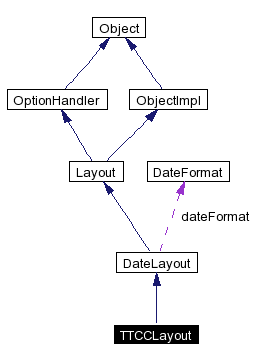 Object
OptionHandler
ObjectImpl
Layout
DateFormat
dateFormat
DateLayout
TTCCLayout